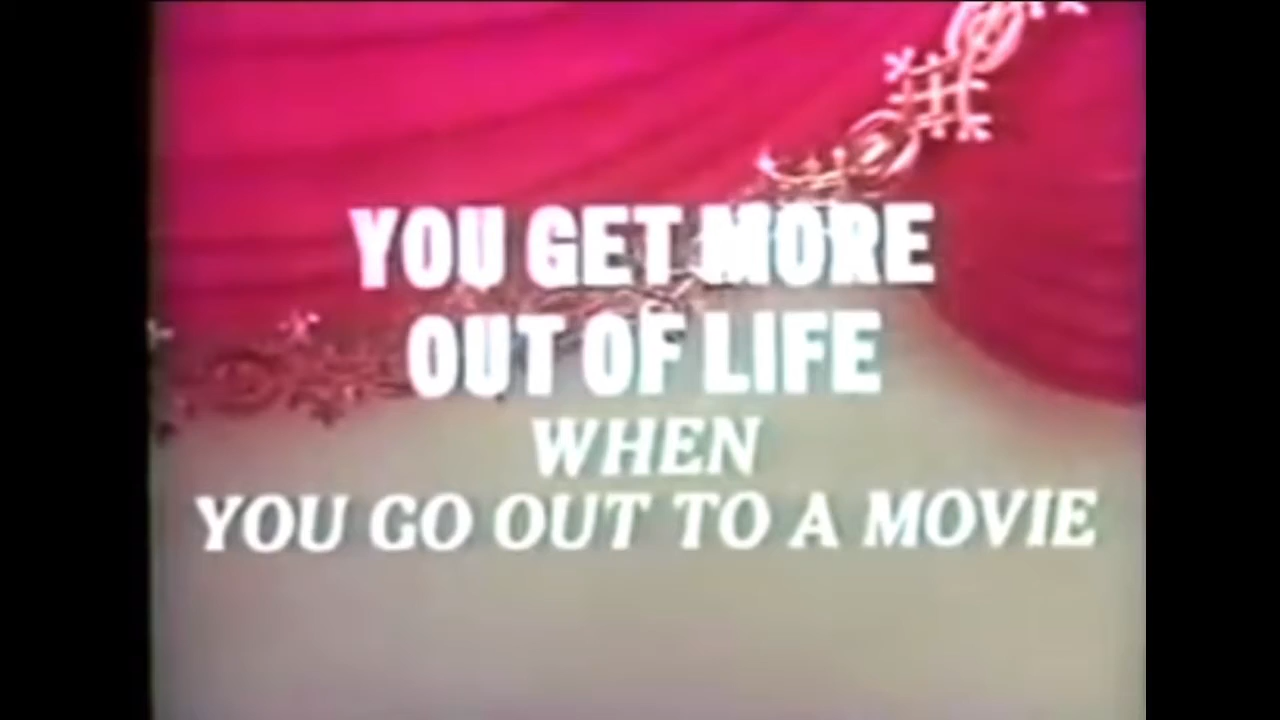 YOU GET MORE
OUT OF LIFE
WHEN
YOU GO OUT TO A MOVIE